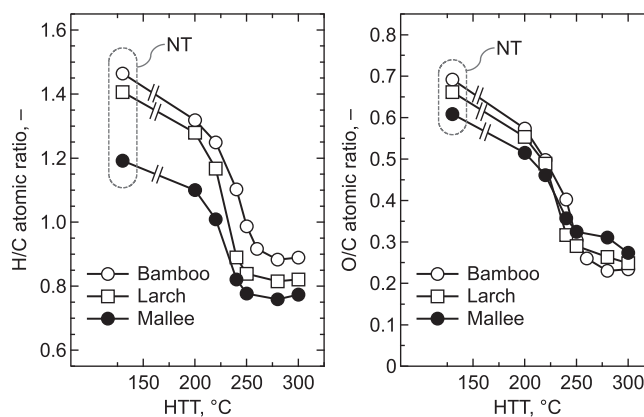 H/C atomic ratio, –
1.6
1.4
1.2
1.0
0.8
0.6
NT
Bamboo
Larch
Mallee
150 200 250 300
HTT, °C
O/C atomic ratio, –
0.8
0.7
0.6
0.5
0.4
0.3
0.2
0.1
0
NT
Bamboo
Larch
Mallee
150 200 250 300
HTT, °C